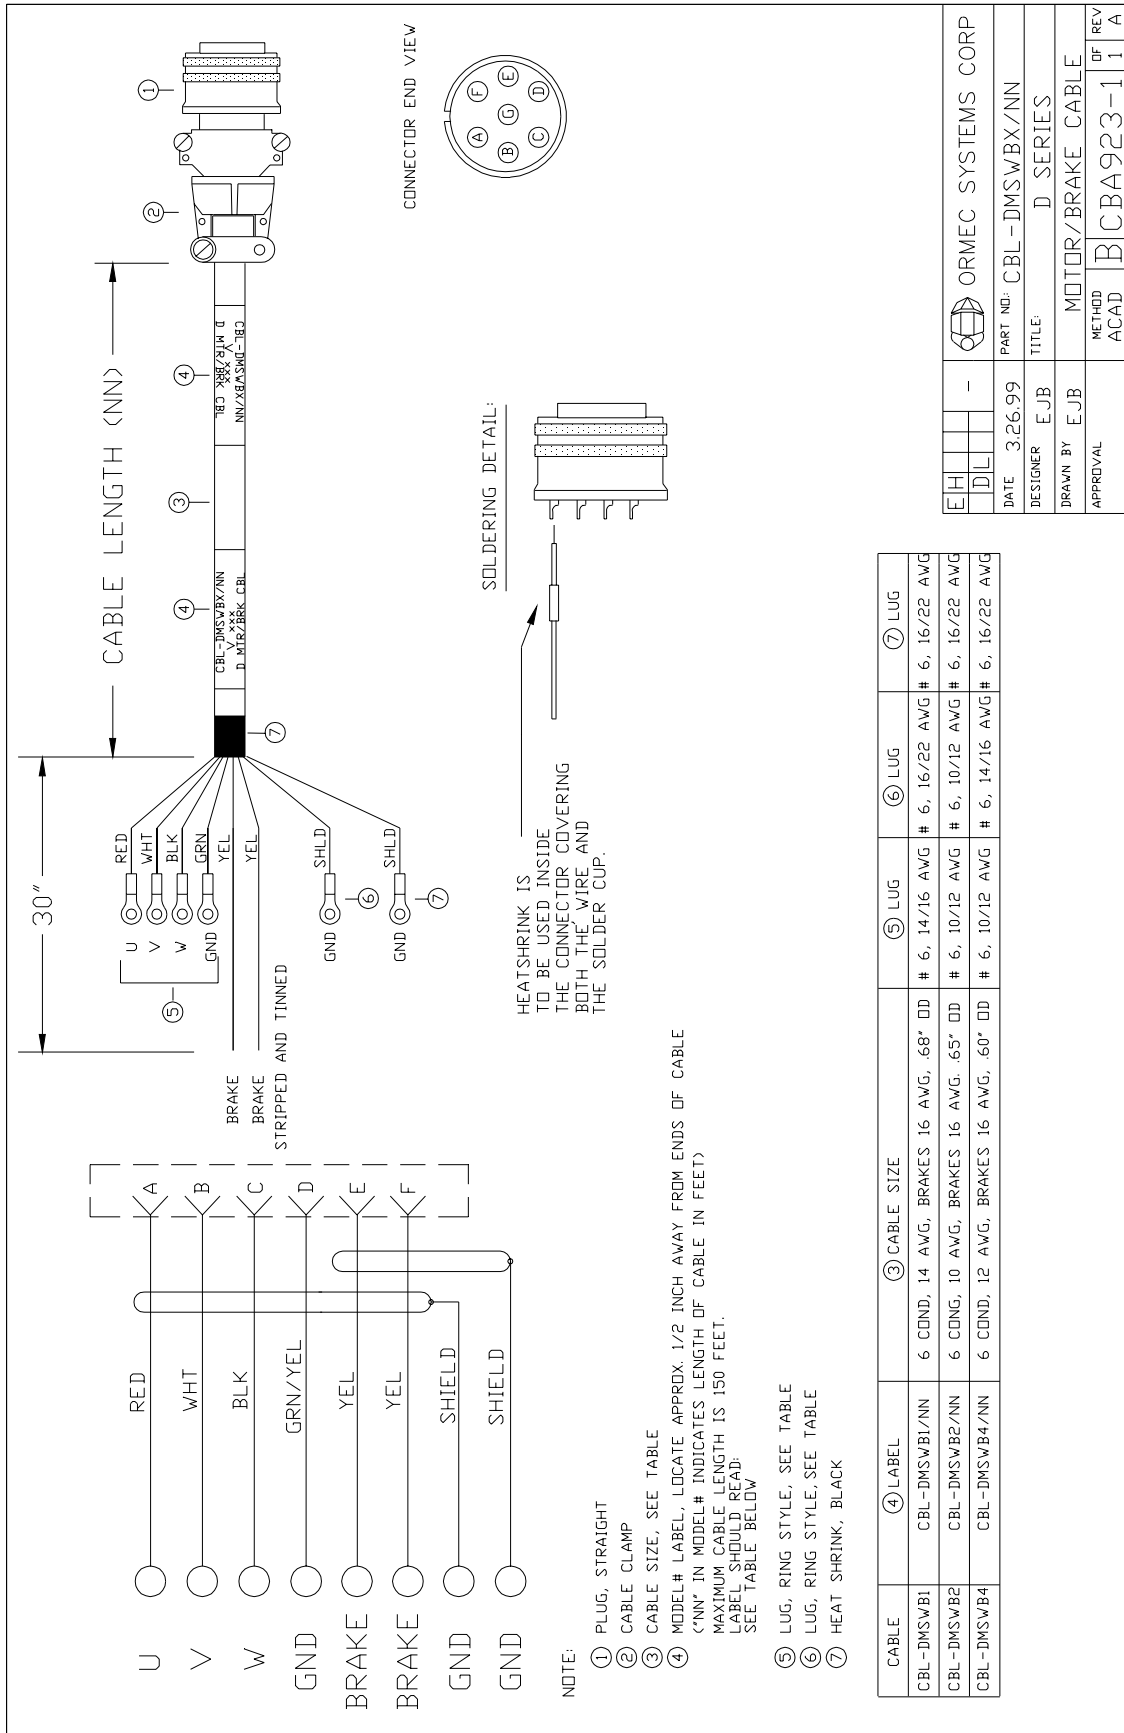 U
RED
A
V
WHT
B
W
BLK
C
GND
GRN/YEL
D
BRAKE
YEL
E
BRAKE
YEL
F
GND
SHIELD
GND
SHIELD
30"
CABLE LENGTH (NN)
U
RED
V
WHT
W
BLK
GND
GRN
YEL
YEL
BRAKE
BRAKE
STRIPPED AND TINNED
GND
SHLD
GND
SHLD
5
6
7
7
4
3
4
2
1
CBL-DMSWBX/NN
V xxx
D MTR/BRK CBL
CBL-DMSWBX/NN
V xxx
D MTR/BRK CBL
CONNECTOR END VIEW
A
F
B
G
E
C
D
SOLDERING DETAIL:
HEATSHRINK IS
TO BE USED INSIDE
THE CONNECTOR COVERING
BOTH THE WIRE AND
THE SOLDER CUP.
NOTE:
1 PLUG, STRAIGHT
2 CABLE CLAMP
3 CABLE SIZE, SEE TABLE
4 MODEL# LABEL, LOCATE APPROX. 1/2 INCH AWAY FROM ENDS OF CABLE
("NN" IN MODEL# INDICATES LENGTH OF CABLE IN FEET)
MAXIMUM CABLE LENGTH IS 150 FEET.
LABEL SHOULD READ:
SEE TABLE BELOW
5 LUG, RING STYLE, SEE TABLE
6 LUG, RING STYLE, SEE TABLE
7 HEAT SHRINK, BLACK
CABLE 4 LABEL 3 CABLE SIZE 5 LUG 6 LUG 7 LUG
CBL-DMSWB1 CBL-DMSWB1/NN 6 COND, 14 AWG, BRAKES 16 AWG, .68" OD # 6, 14/16 AWG # 6, 16/22 AWG # 6, 16/22 AWG
CBL-DMSWB2 CBL-DMSWB2/NN 6 CONG, 10 AWG, BRAKES 16 AWG. .65" OD # 6, 10/12 AWG # 6, 10/12 AWG # 6, 16/22 AWG
CBL-DMSWB4 CBL-DMSWB4/NN 6 COND, 12 AWG, BRAKES 16 AWG, .60" OD # 6, 10/12 AWG # 6, 14/16 AWG # 6, 16/22 AWG
EH
DL -
ORMEC SYSTEMS CORP
DATE 3.26.99
PART NO: CBL-DMSWBX/NN
DESIGNER EJB
TITLE: D SERIES
DRAWN BY EJB
MOTOR/BRAKE CABLE
APPROVAL
METHOD ACAD
B CBA923-1
OF 1
REV A